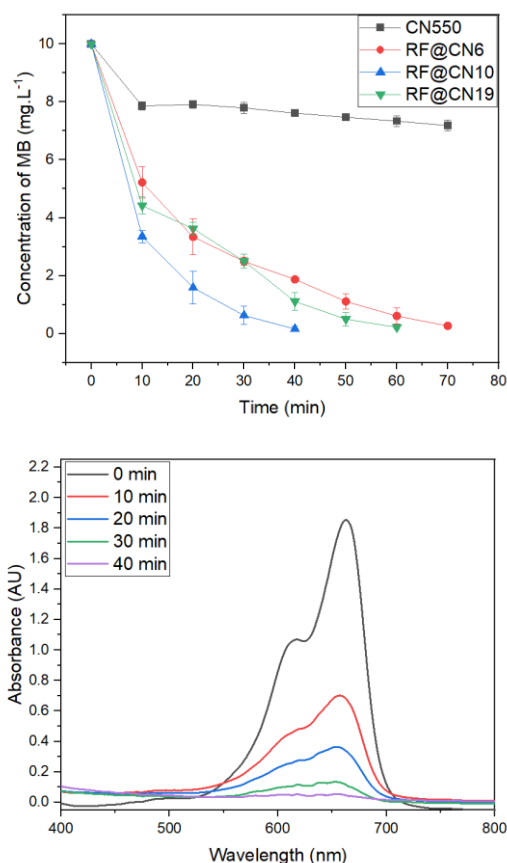 CN550
RF@CN6
RF@CN10
RF@CN19
Concentration of MB (mg.L⁻¹)
10
8
6
4
2
0
0 10 20 30 40 50 60 70
Time (min)
0 min
10 min
20 min
30 min
40 min
Absorbance (AU)
2.2
2.0
1.8
1.6
1.4
1.2
1.0
0.8
0.6
0.4
0.2
0.0
400 500 600 700 800
Wavelength (nm)